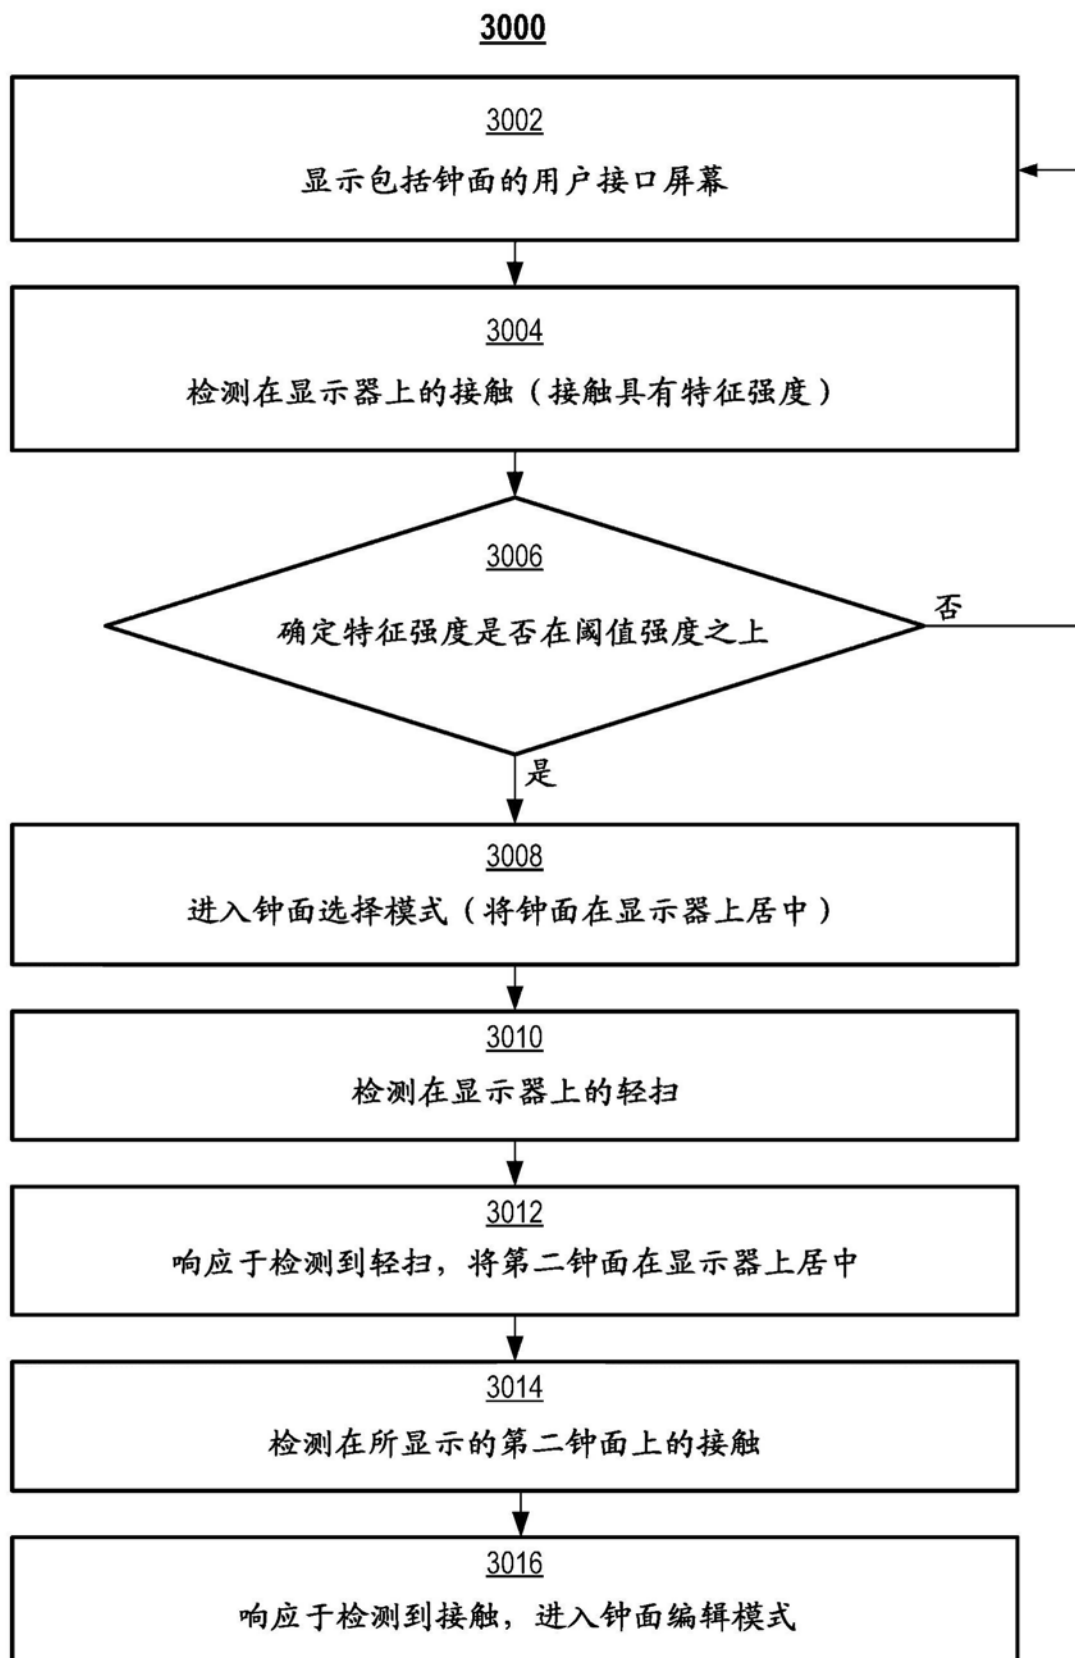 3000
3002
显示包括钟面的用户接口屏幕
3004
检测在显示器上的接触（接触具有特征强度）
3006
确定特征强度是否在阈值强度之上
否
是
3008
进入钟面选择模式（将钟面在显示器上居中）
3010
检测在显示器上的轻扫
3012
响应于检测到轻扫，将第二钟面在显示器上居中
3014
检测在所显示的第二钟面上的接触
3016
响应于检测到接触，进入钟面编辑模式